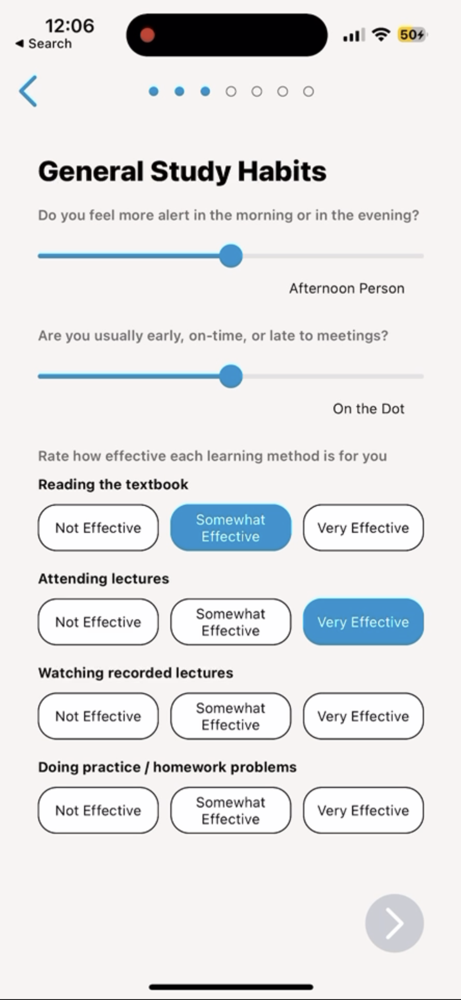 12:06
50
◀ Search
General Study Habits
Do you feel more alert in the morning or in the evening?
Afternoon Person
Are you usually early, on-time, or late to meetings?
On the Dot
Rate how effective each learning method is for you
Reading the textbook
Not Effective
Somewhat
Effective
Very Effective
Attending lectures
Not Effective
Somewhat
Effective
Very Effective
Watching recorded lectures
Not Effective
Somewhat
Effective
Very Effective
Doing practice / homework problems
Not Effective
Somewhat
Effective
Very Effective